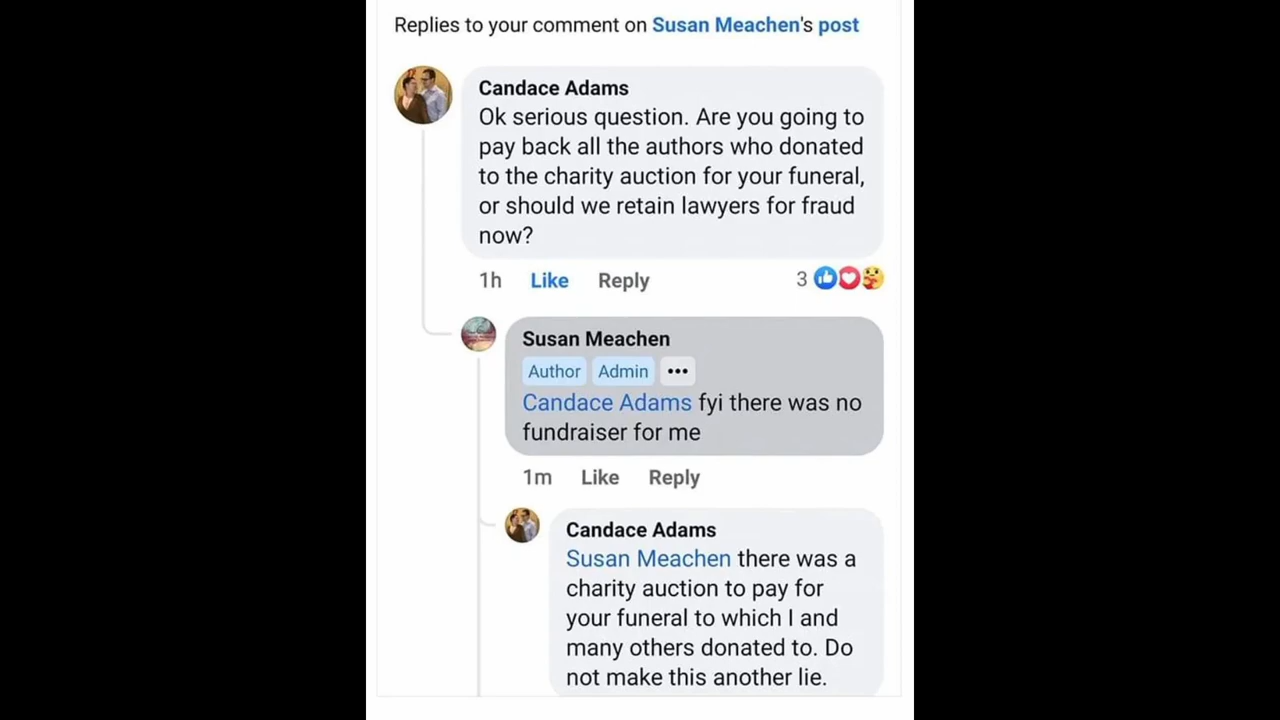 Replies to your comment on Susan Meachen's post
Candace Adams
Ok serious question. Are you going to
pay back all the authors who donated
to the charity auction for your funeral,
or should we retain lawyers for fraud
now?
1h Like Reply 3
Susan Meachen
Author Admin •••
Candace Adams fyi there was no
fundraiser for me
1m Like Reply
Candace Adams
Susan Meachen there was a
charity auction to pay for
your funeral to which I and
many others donated to. Do
not make this another lie.